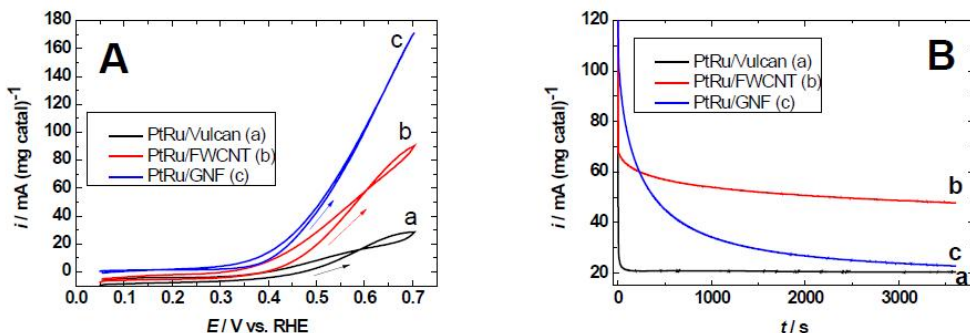 A
i / mA (mg catal)-1
180
160
140
120
100
80
60
40
20
0
0.0 0.1 0.2 0.3 0.4 0.5 0.6 0.7
E / V vs. RHE
PtRu/Vulcan (a)
PtRu/FWCNT (b)
PtRu/GNF (c)
c
b
a
B
i / mA (mg catal)-1
120
100
80
60
40
20
0 1000 2000 3000
t / s
PtRu/Vulcan (a)
PtRu/FWCNT (b)
PtRu/GNF (c)
b
c
a